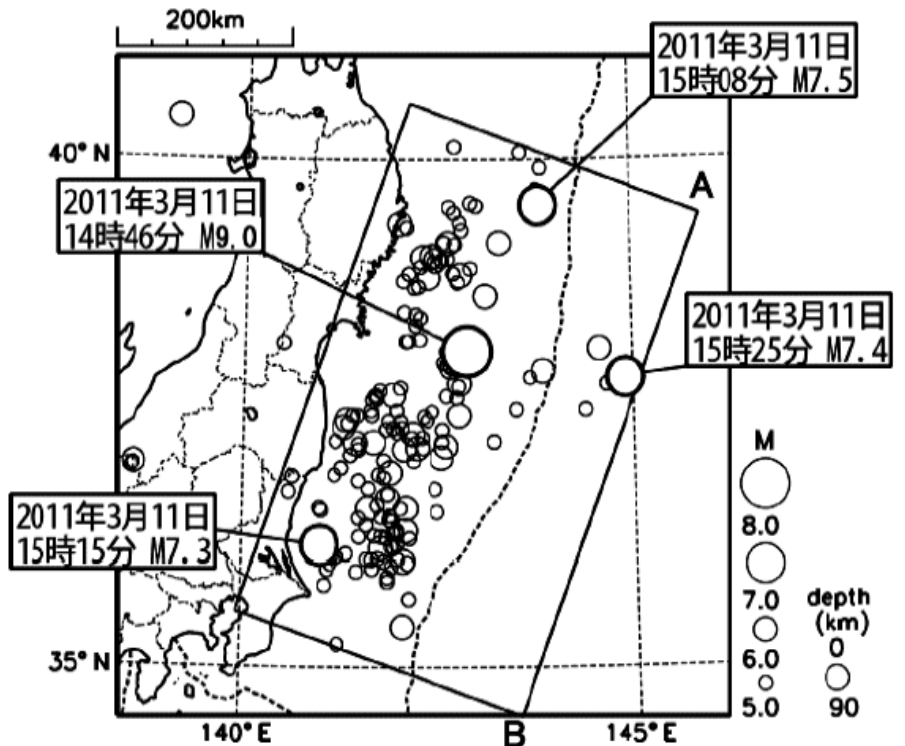 200km
2011年3月11日
15時08分 M7.5
40°N
A
2011年3月11日
14時46分 M9.0
2011年3月11日
15時25分 M7.4
M
8.0
7.0
6.0
5.0
depth
(km)
0
90
2011年3月11日
15時15分 M7.3
35°N
140°E
B
145°E